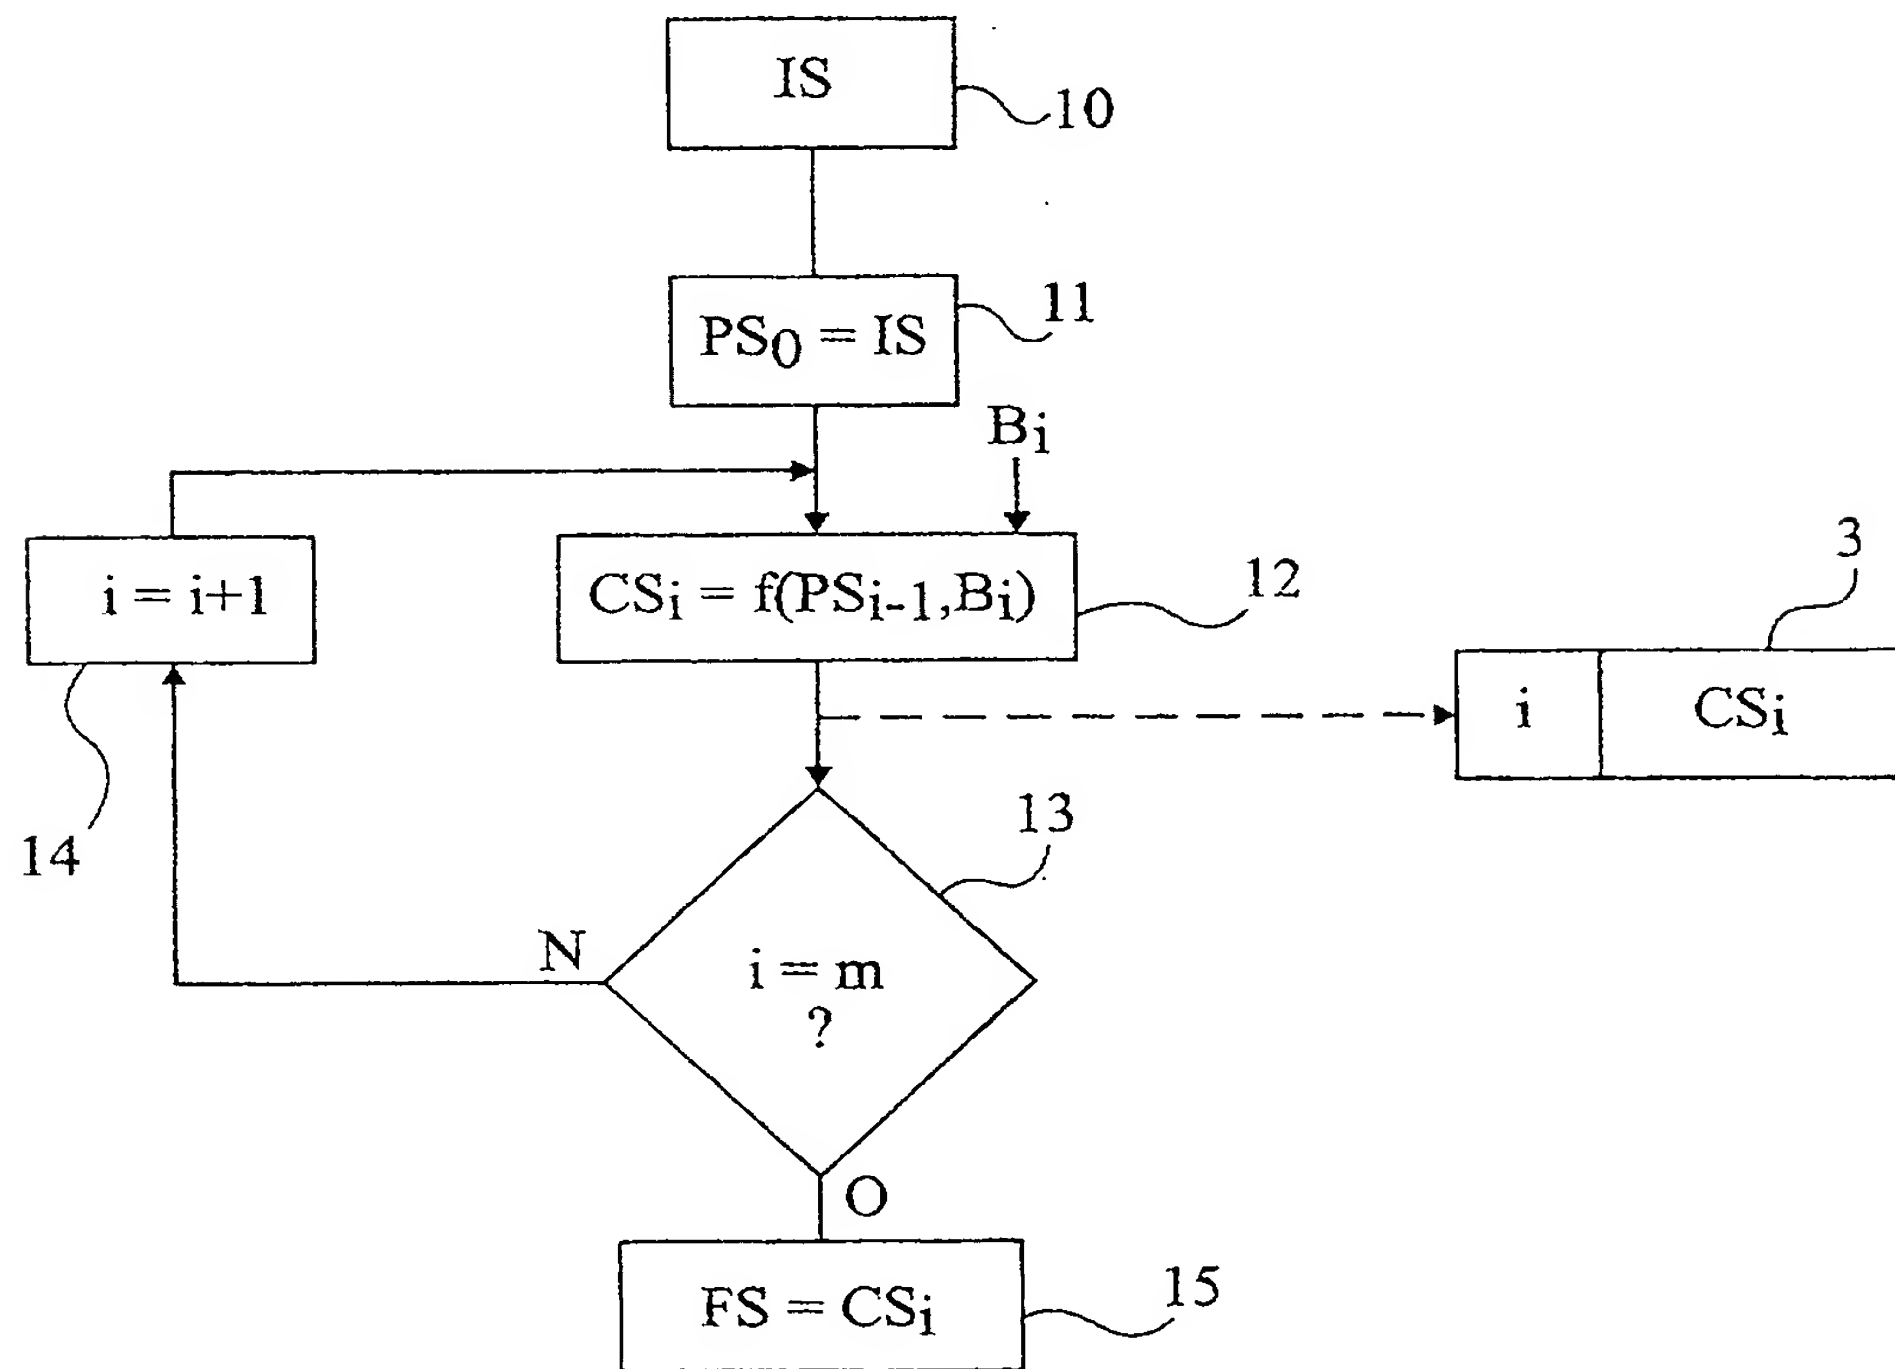 IS
10
PS0 = IS
11
Bi
i = i+1
CSi = f(PSi-1,Bi)
12
3
i
CSi
14
13
N
i = m
?
O
FS = CSi
15